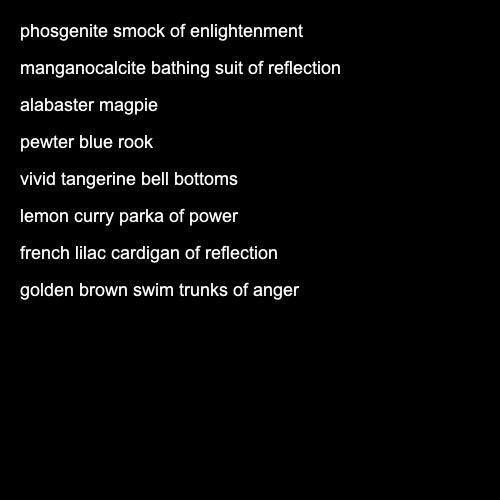 phosgenite smock of enlightenment
manganocalcite bathing suit of reflection
alabaster magpie
pewter blue rook
vivid tangerine bell bottoms
lemon curry parka of power
french lilac cardigan of reflection
golden brown swim trunks of anger